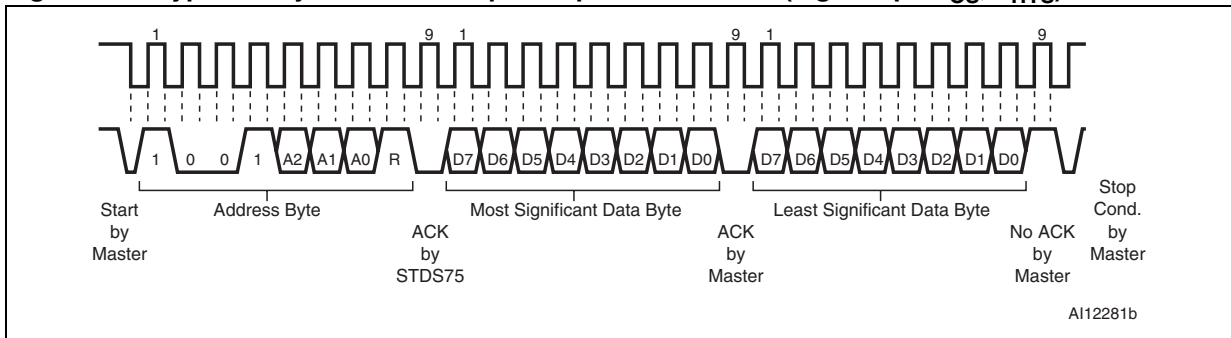 1 9 1 9 1 9
1 0 0 1 A2 A1 A0 R D7 D6 D5 D4 D3 D2 D1 D0 D7 D6 D5 D4 D3 D2 D1 D0
Start
by
Master
Address Byte
ACK
by
STDS75
Most Significant Data Byte
ACK
by
Master
Least Significant Data Byte
No ACK
by
Master
Stop
Cond.
by
Master
AI12281b